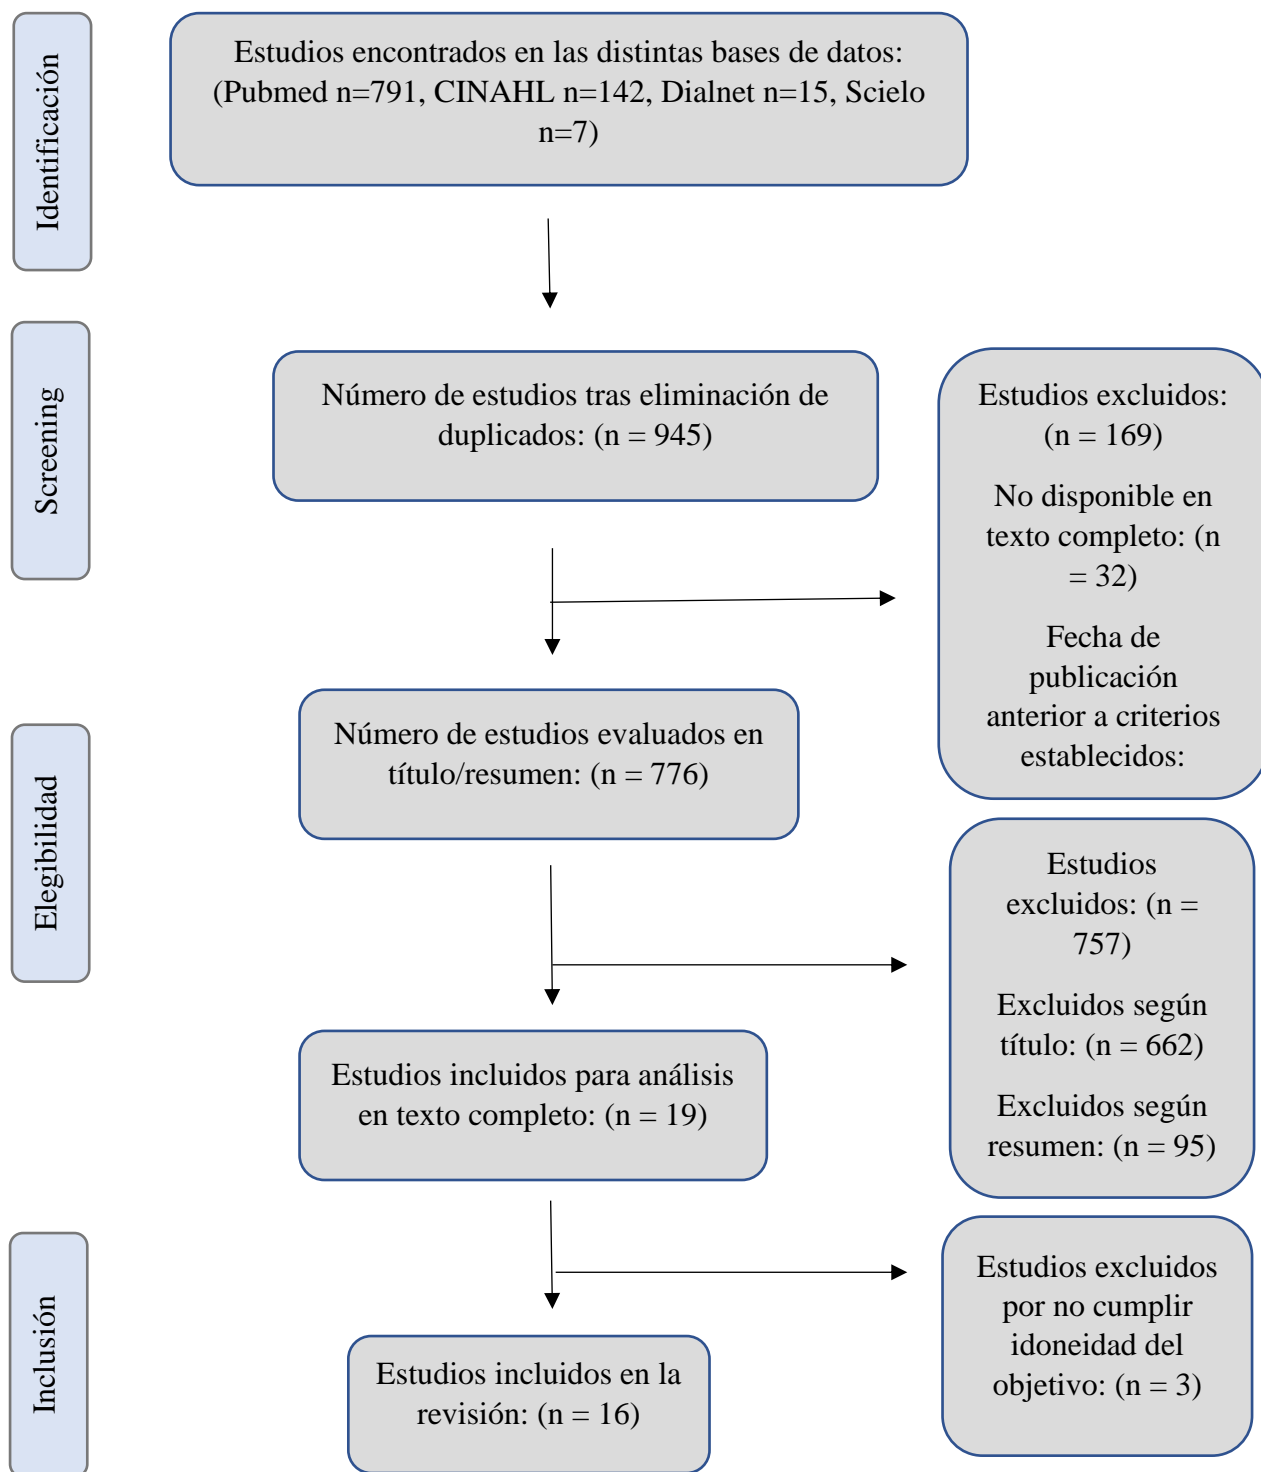 Identificación
Estudios encontrados en las distintas bases de datos:
(Pubmed n=791, CINAHL n=142, Dialnet n=15, Scielo
n=7)
Screening
Número de estudios tras eliminación de
duplicados: (n = 945)
Estudios excluidos:
(n = 169)
No disponible en
texto completo: (n
= 32)
Fecha de
publicación
anterior a criterios
establecidos:
Elegibilidad
Número de estudios evaluados en
título/resumen: (n = 776)
Estudios
excluidos: (n =
757)
Excluidos según
título: (n = 662)
Excluidos según
resumen: (n = 95)
Estudios incluidos para análisis
en texto completo: (n = 19)
Inclusión
Estudios excluidos
por no cumplir
idoneidad del
objetivo: (n = 3)
Estudios incluidos en la
revisión: (n = 16)